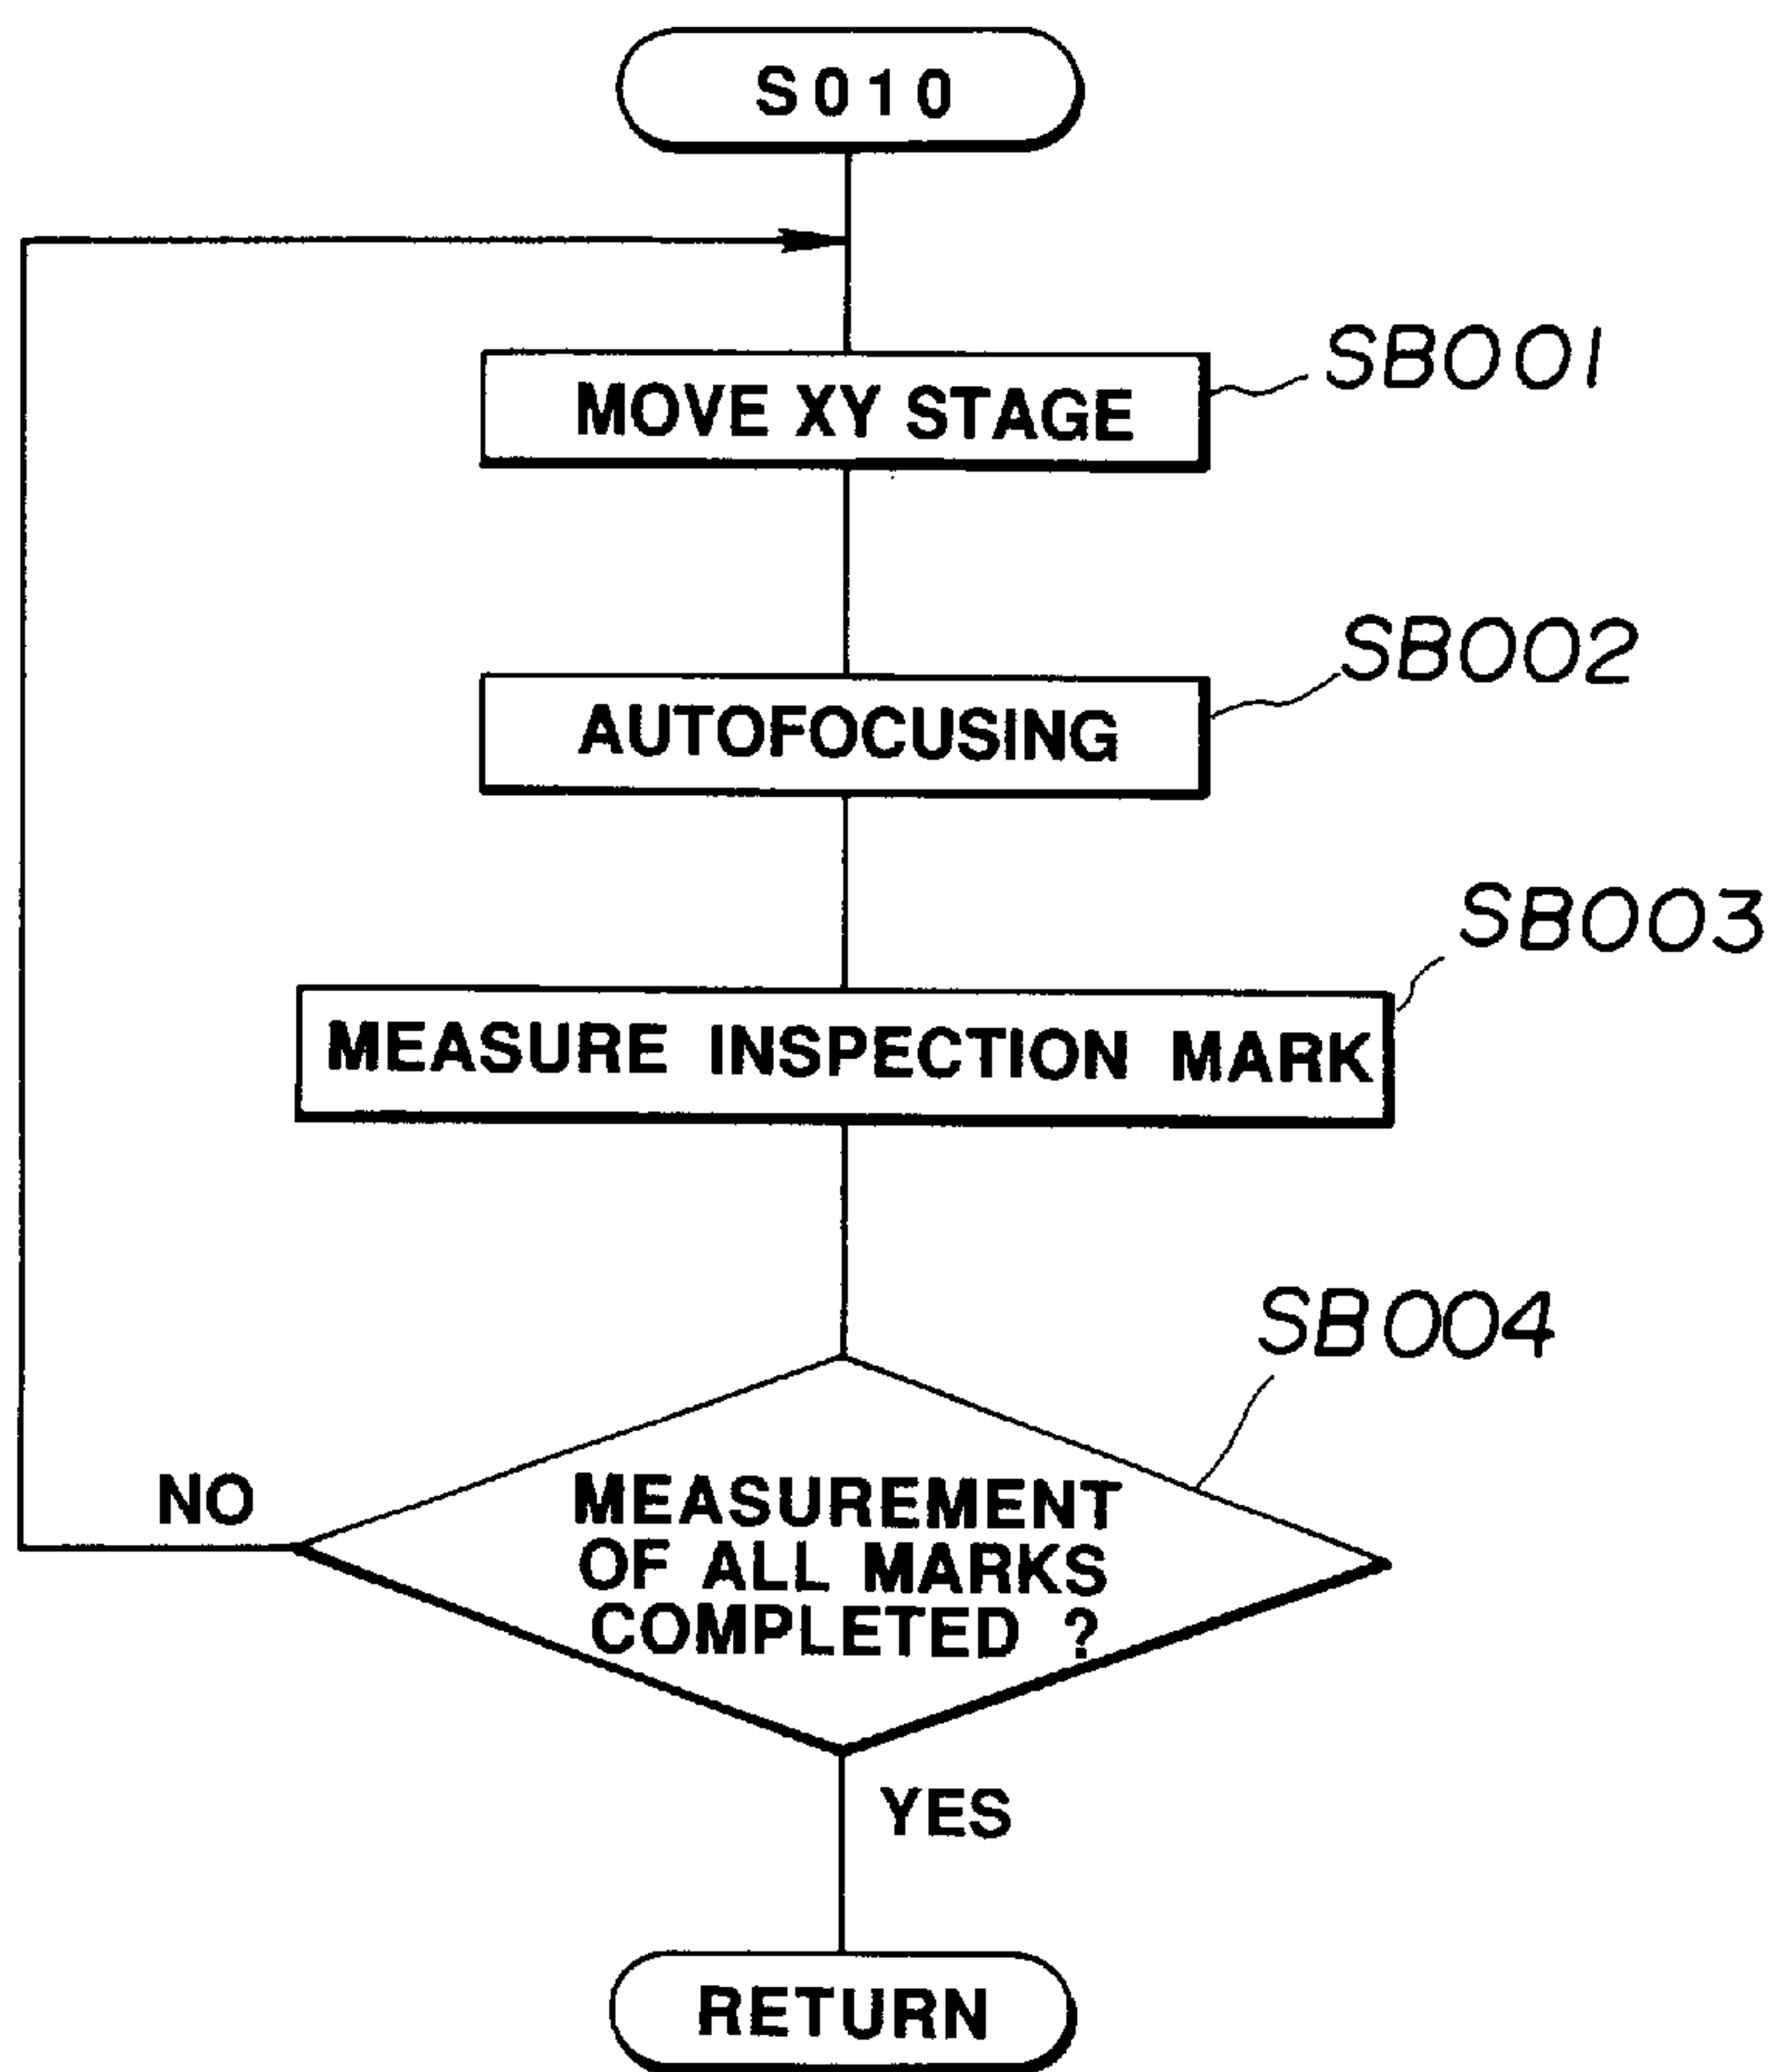 S010
MOVE XY STAGE
SB001
AUTOFOCUSING
SB002
MEASURE INSPECTION MARK
SB003
SB004
MEASUREMENT
OF ALL MARKS
COMPLETED ?
NO
YES
RETURN